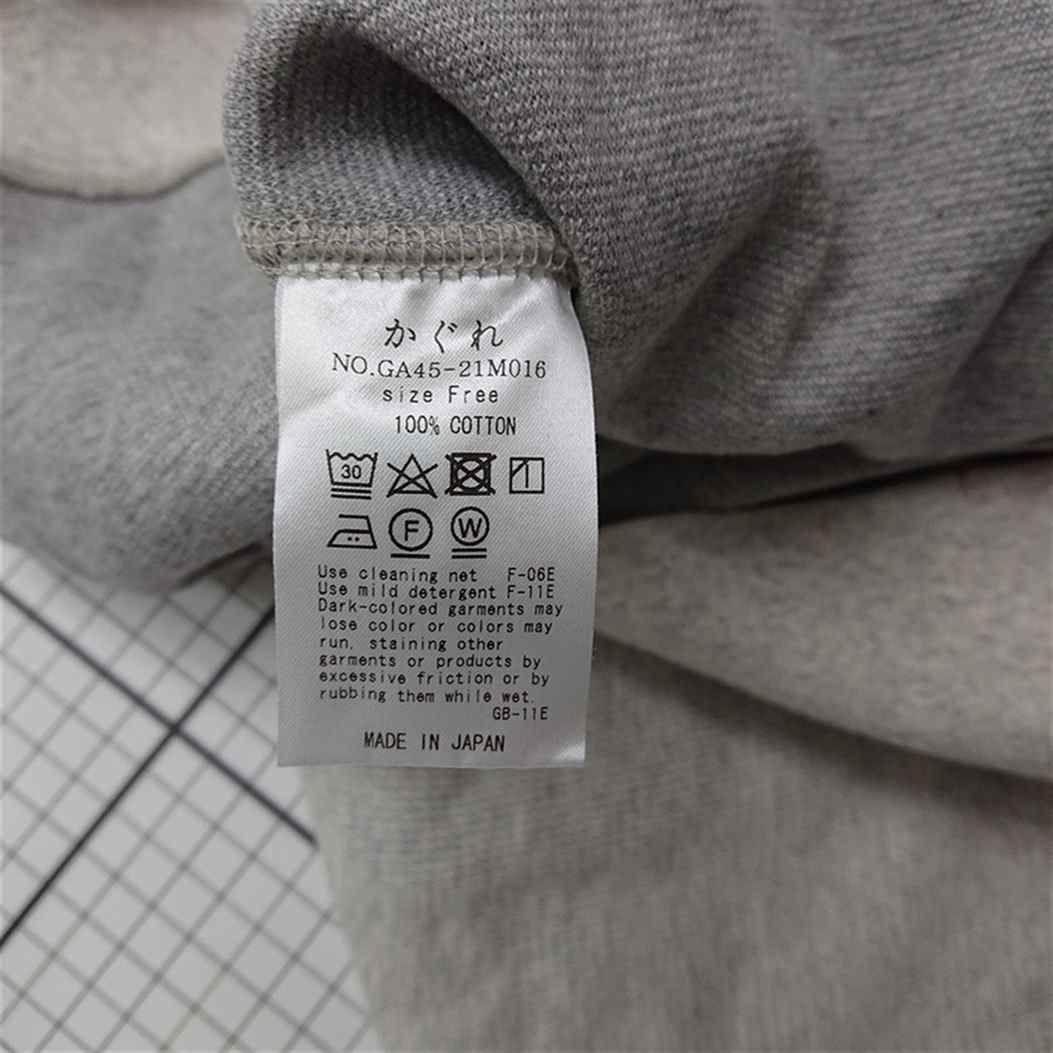 かぐれ
NO.GA45-21M016
size Free
100% COTTON
30
F W
Use cleaning net F-06E
Use mild detergent F-11E
Dark-colored garments may
lose color or colors may
run, staining other
garments or products by
excessive friction or by
rubbing them while wet.
GB-11E
MADE IN JAPAN